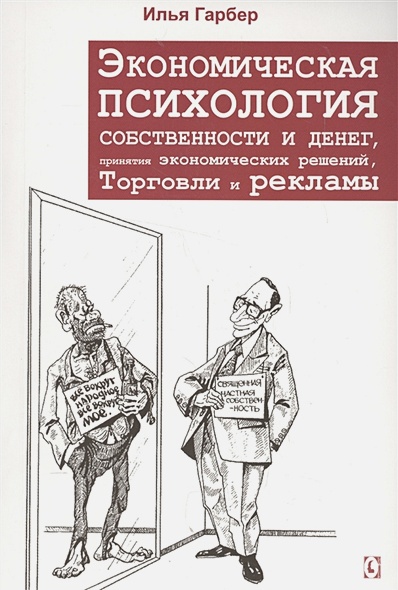 Илья Гарбер
Экономическая
психология
собственности и денег,
принятия экономических решений,
Торговли и рекламы
ВСЁ ВОКРУГ
НАРОДНОЕ,
ВСЁ ВОКРУГ
МОЁ.
СВЯЩЕННАЯ
ЧАСТНАЯ
СОБСТВЕН-
-НОСТЬ